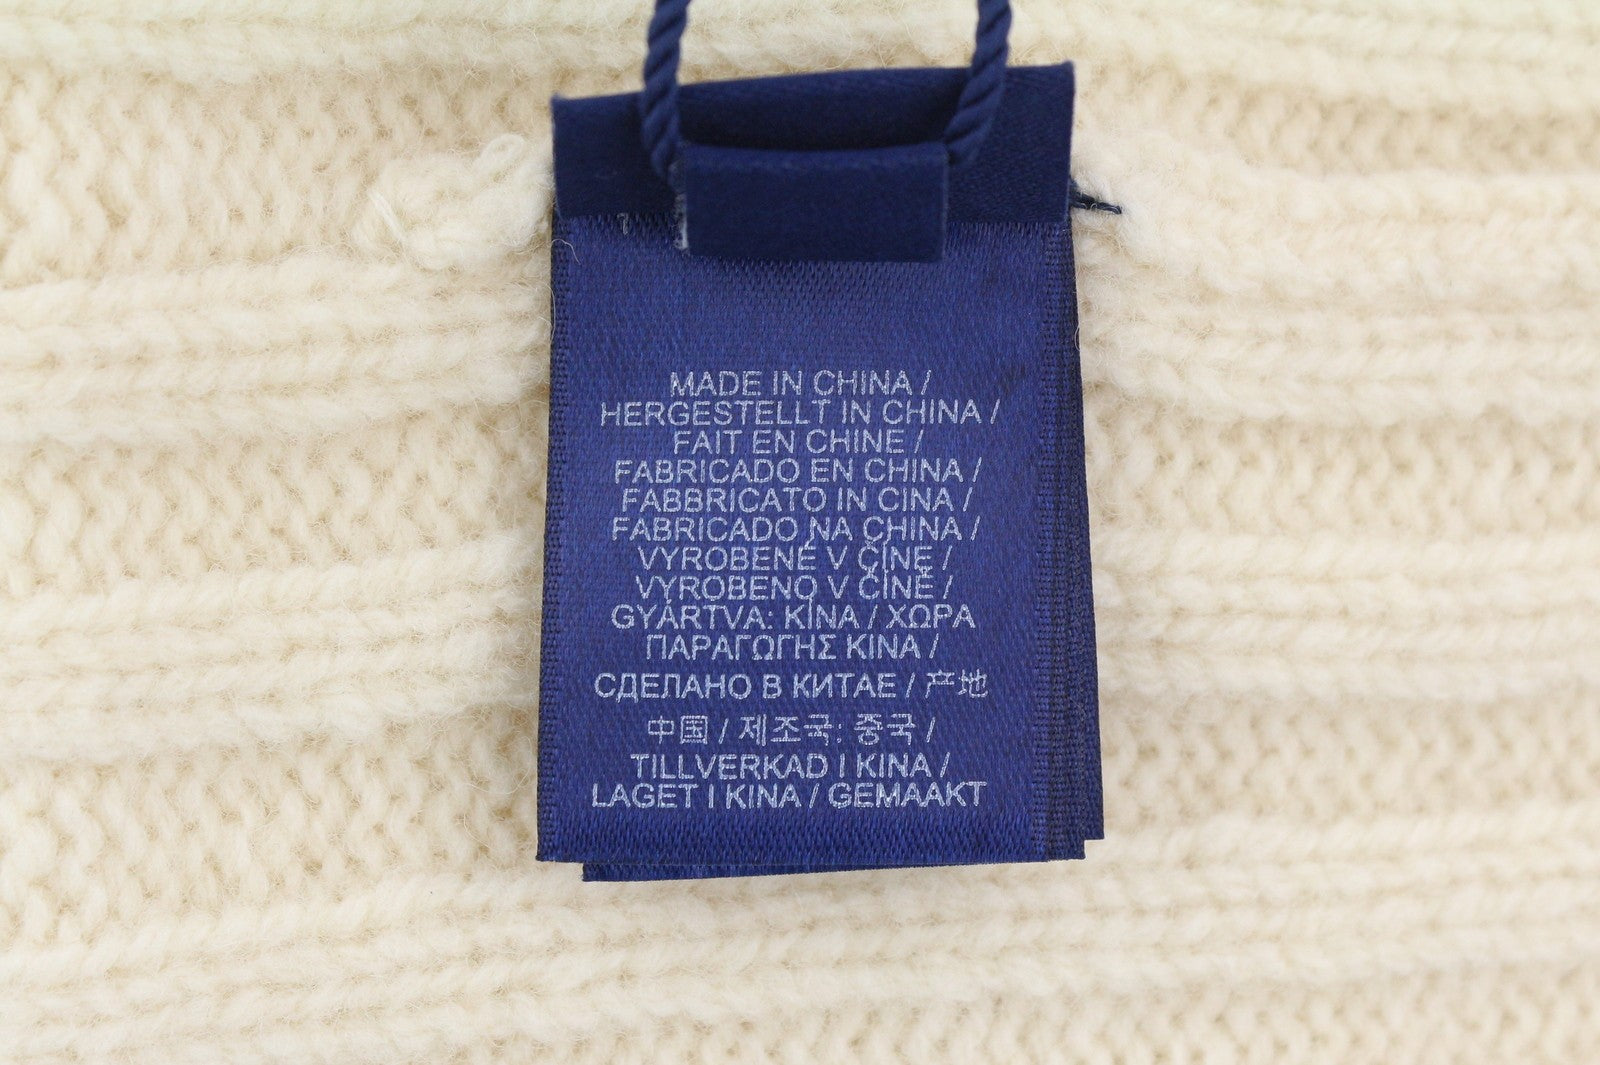 MADE IN CHINA /
HERGESTELLT IN CHINA /
FAIT EN CHINE /
FABRICADO EN CHINA /
FABBRICATO IN CINA /
FABRICADO NA CHINA /
VYROBENÉ V ČÍNE /
VYROBENO V ČÍNĚ /
GYÁRTVA: KÍNA / ΧΏΡΑ
ΠΑΡΑΓΩΓΗΣ ΚΙΝΑ /
СДЕЛАНО В КИТАЕ / 产地
中国 / 제조국: 중국 /
TILLVERKAD I KINA /
LAGET I KINA / GEMAAKT